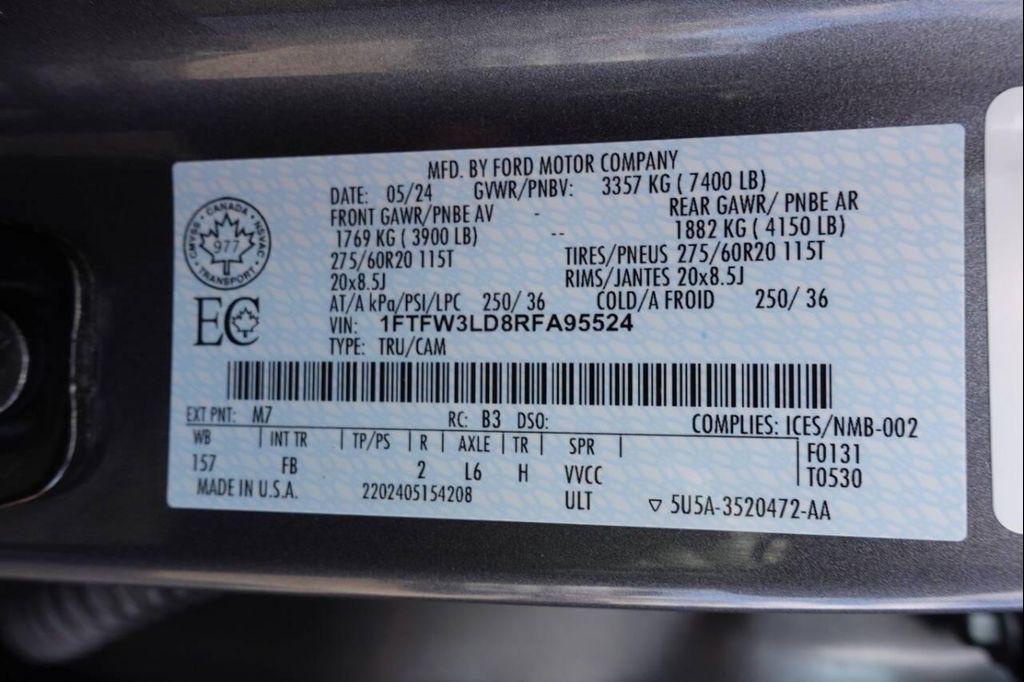 MFD. BY FORD MOTOR COMPANY
DATE: 05/24 GVWR/PNBV: 3357 KG ( 7400 LB)
FRONT GAWR/PNBE AV - REAR GAWR/ PNBE AR
1769 KG ( 3900 LB) -- 1882 KG ( 4150 LB)
275/60R20 115T TIRES/PNEUS 275/60R20 115T
20x8.5J RIMS/JANTES 20x8.5J
AT/A kPa/PSI/LPC 250/ 36 COLD/A FROID 250/ 36
VIN: 1FTFW3LD8RFA95524
TYPE: TRU/CAM
CANADA
CMVSS NSVAC
977
TRANSPORT
EC
EXT PNT: M7 RC: B3 DSO: COMPLIES: ICES/NMB-002
WB INT TR TP/PS R AXLE TR SPR F0131
157 FB 2 L6 H VVCC T0530
MADE IN U.S.A. 2202405154208 ULT ▽ 5U5A-3520472-AA